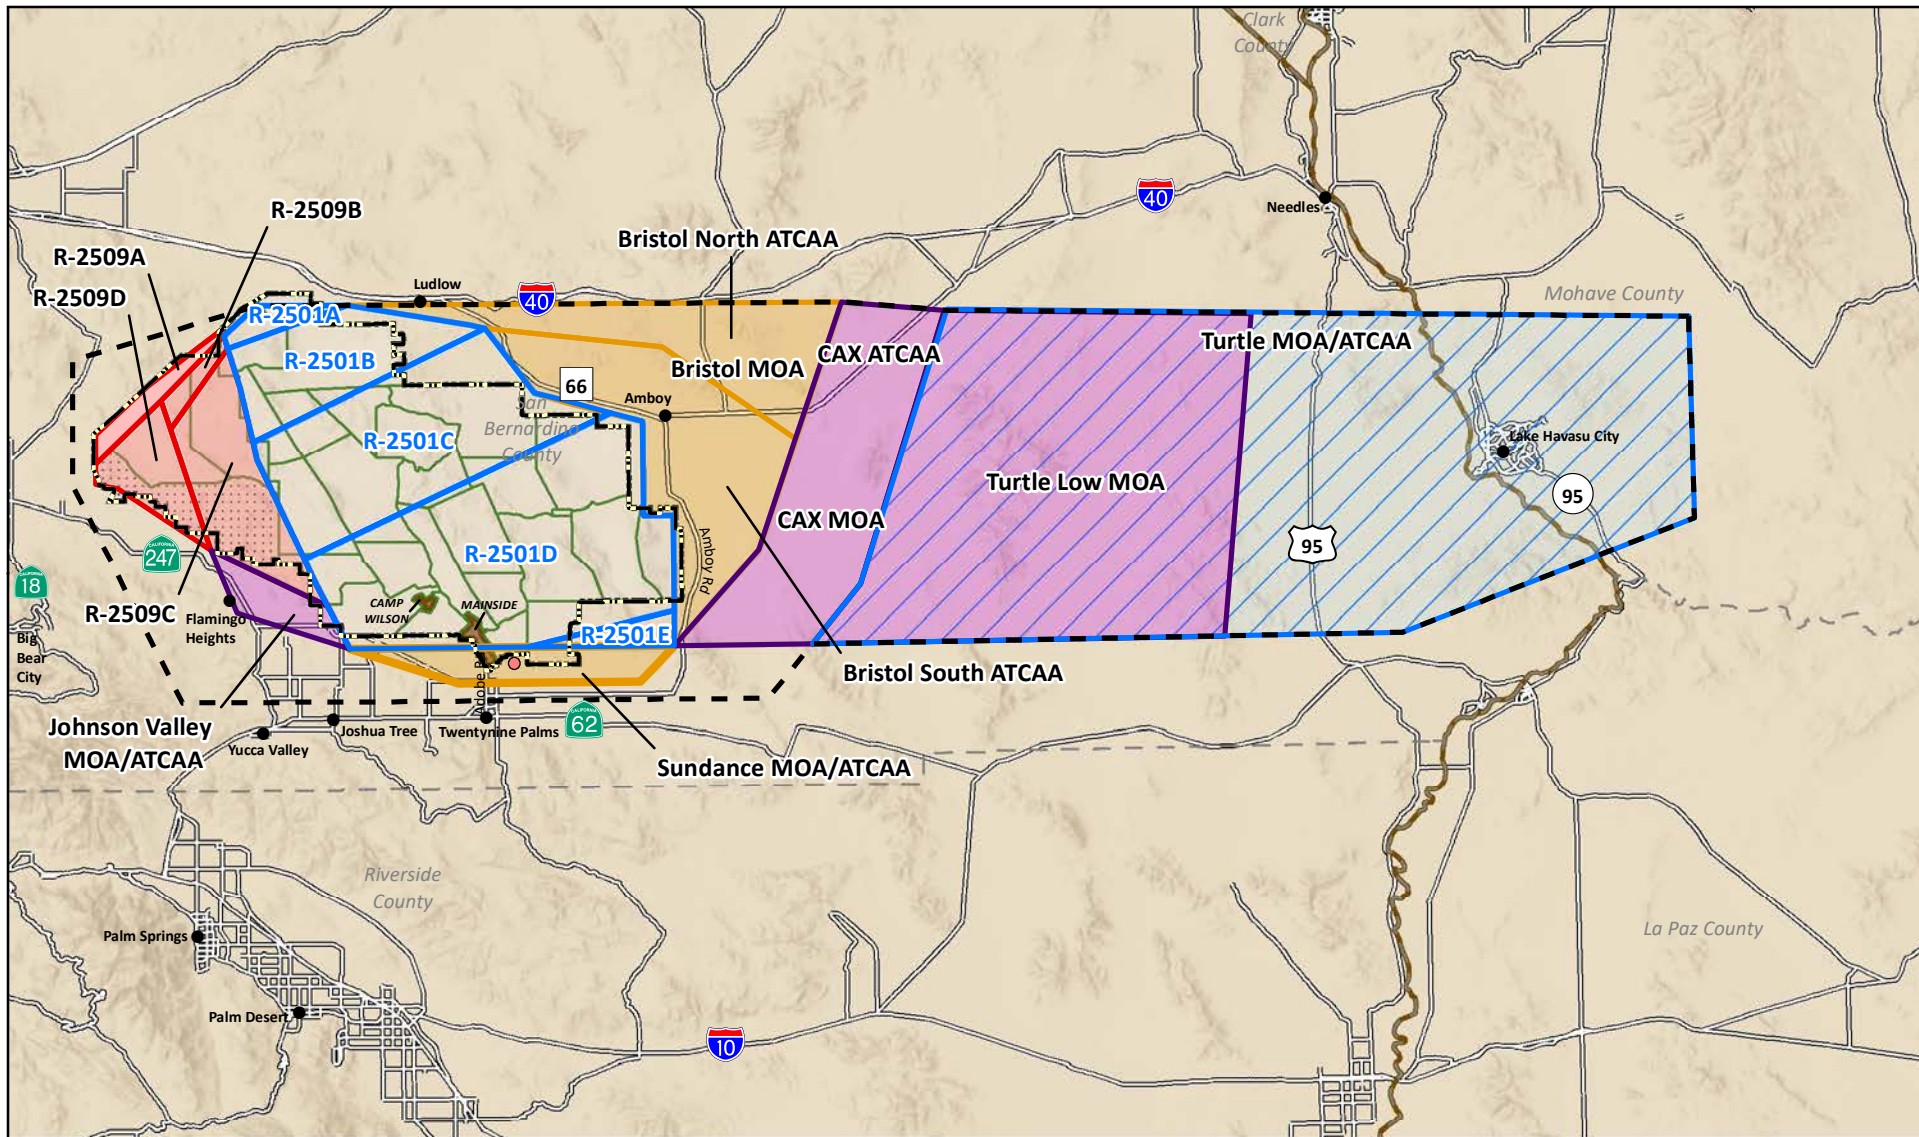 Clark
County
40
Needles
R-2509B
Bristol North ATCAA
R-2509A
R-2509D
Ludlow
40
Mohave County
R-2501A
Turtle MOA/ATCAA
CAX ATCAA
R-2501B
Bristol MOA
66
Amboy
San
Bernardino
County
R-2501C
Lake Havasu City
Turtle Low MOA
95
CAX MOA
95
Amboy Rd
247
R-2501D
18
CAMP
WILSON
MAINSIDE
R-2509C
Flamingo
Heights
R-2501E
Big
Bear
City
Bristol South ATCAA
Johnson Valley
MOA/ATCAA
Joshua Tree
Twentynine Palms
CALIFORNIA
62
Yucca Valley
Sundance MOA/ATCAA
Riverside
County
Palm Springs
La Paz County
Palm Desert
10